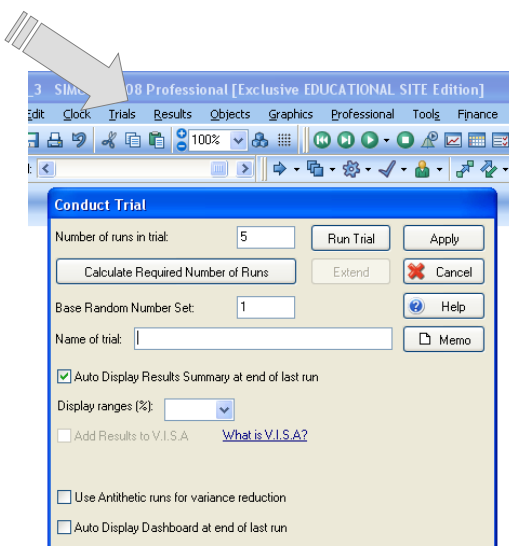 _3 SIM 08 Professional [Exclusive EDUCATIONAL SITE Edition]
Edit Clock Trials Results Objects Graphics Professional Tools Finance
100%
Conduct Trial
Number of runs in trial: 5 Run Trial Apply
Calculate Required Number of Runs Extend Cancel
Base Random Number Set: 1 Help
Name of trial: Memo
Auto Display Results Summary at end of last run
Display ranges (%):
Add Results to V.I.S.A What is V.I.S.A?
Use Antithetic runs for variance reduction
Auto Display Dashboard at end of last run